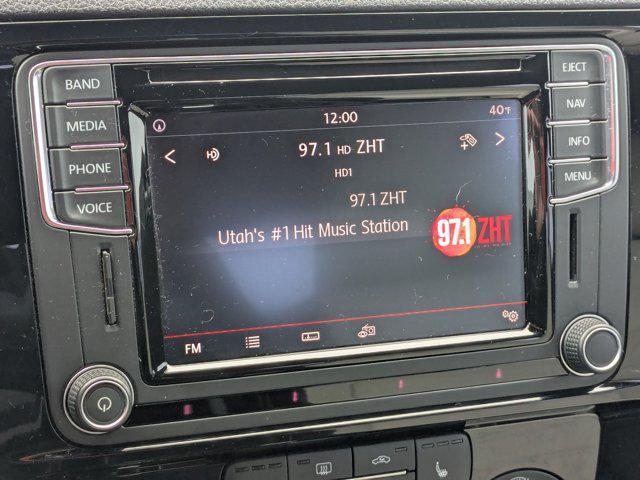 BAND
MEDIA
PHONE
VOICE
EJECT
NAV
INFO
MENU
12:00
40°F
97.1 HD ZHT
HD1
97.1 ZHT
Utah's #1 Hit Music Station
97.1 ZHT
FM